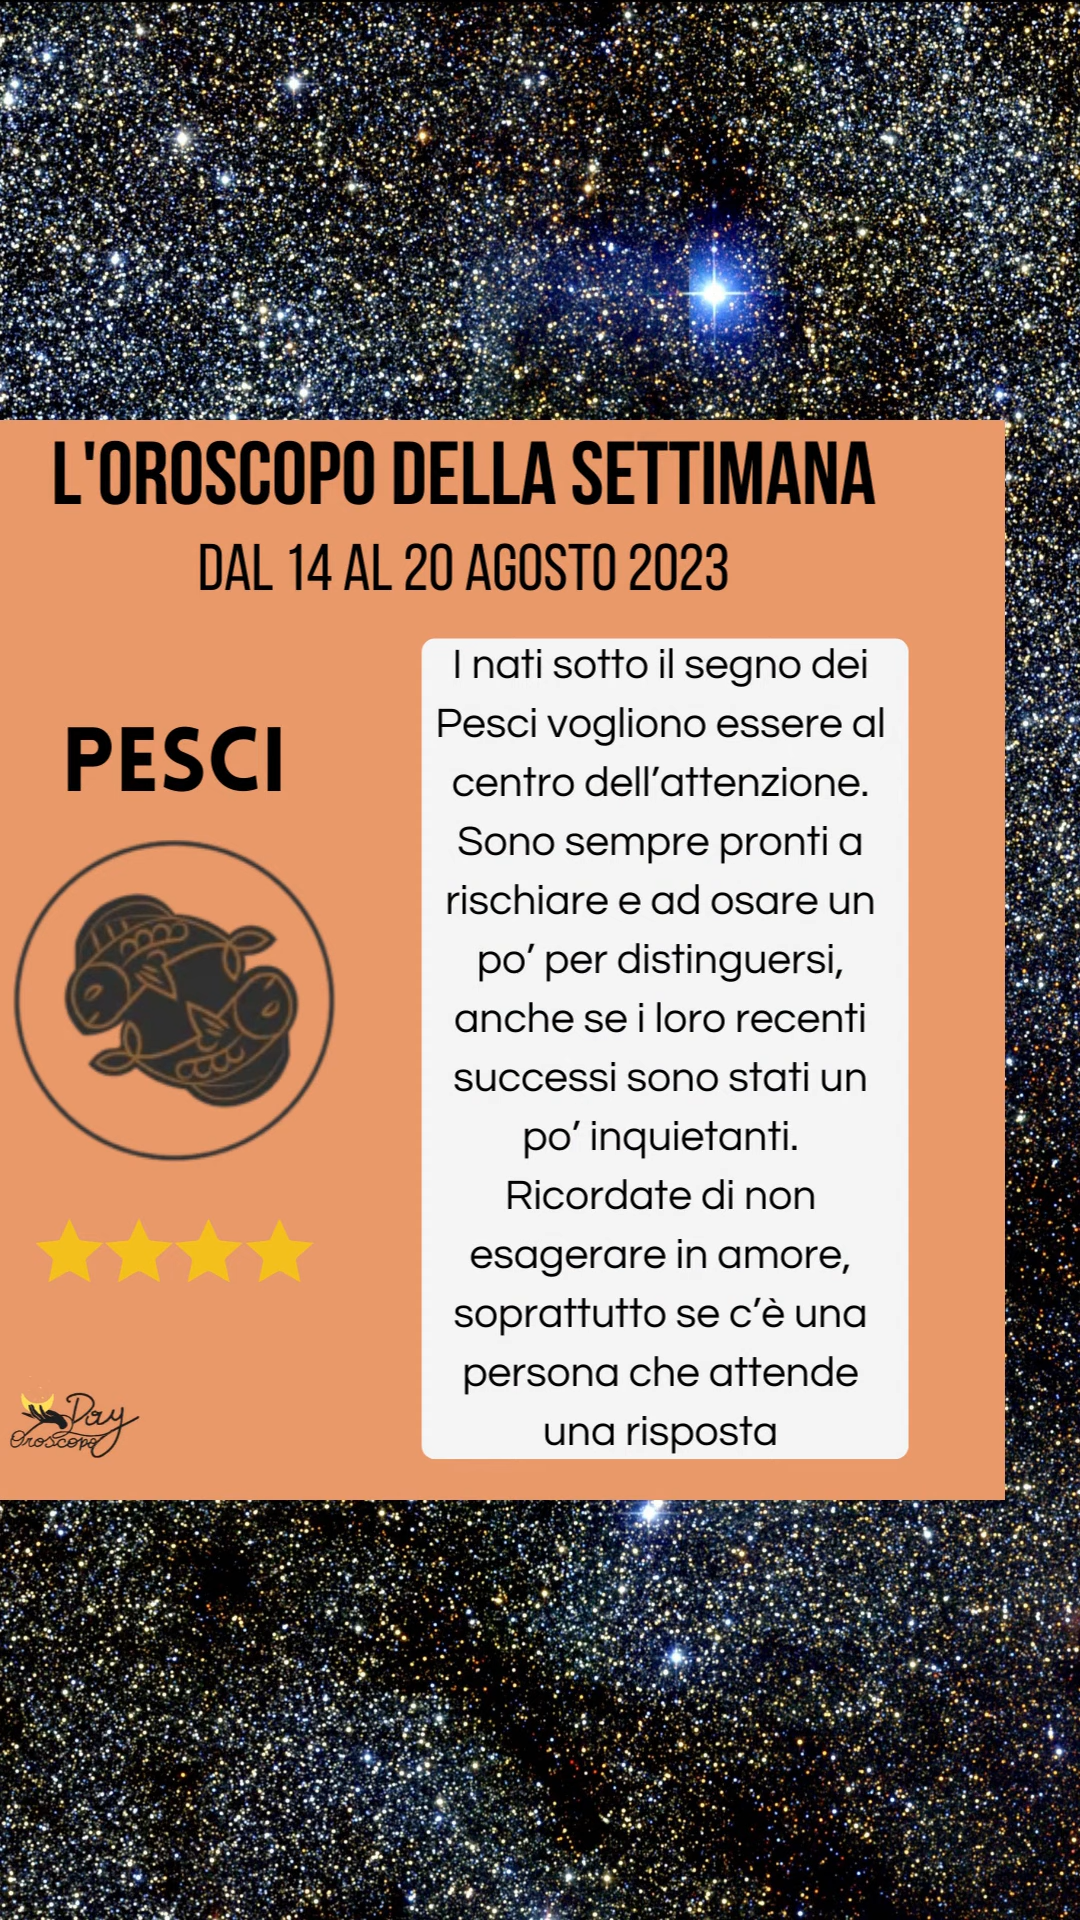 L'OROSCOPO DELLA SETTIMANA
DAL 14 AL 20 AGOSTO 2023
PESCI
I nati sotto il segno dei
Pesci vogliono essere al
centro dell’attenzione.
Sono sempre pronti a
rischiare e ad osare un
po’ per distinguersi,
anche se i loro recenti
successi sono stati un
po’ inquietanti.
Ricordate di non
esagerare in amore,
soprattutto se c’è una
persona che attende
una risposta
Day
Oroscopo